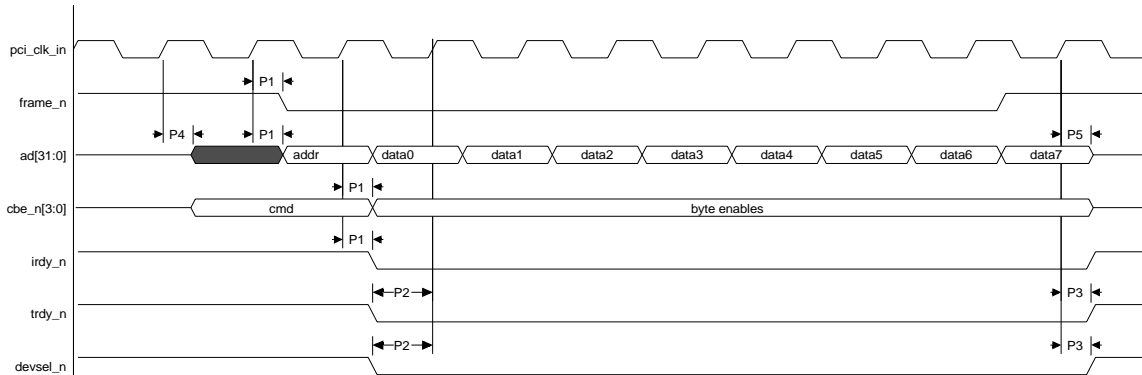 pci_clk_in
P1
frame_n
P4 P1 P5
ad[31:0] addr data0 data1 data2 data3 data4 data5 data6 data7
P1
cbe_n[3:0] cmd byte enables
P1
irdy_n
P2 P3
trdy_n
P2 P3
devsel_n